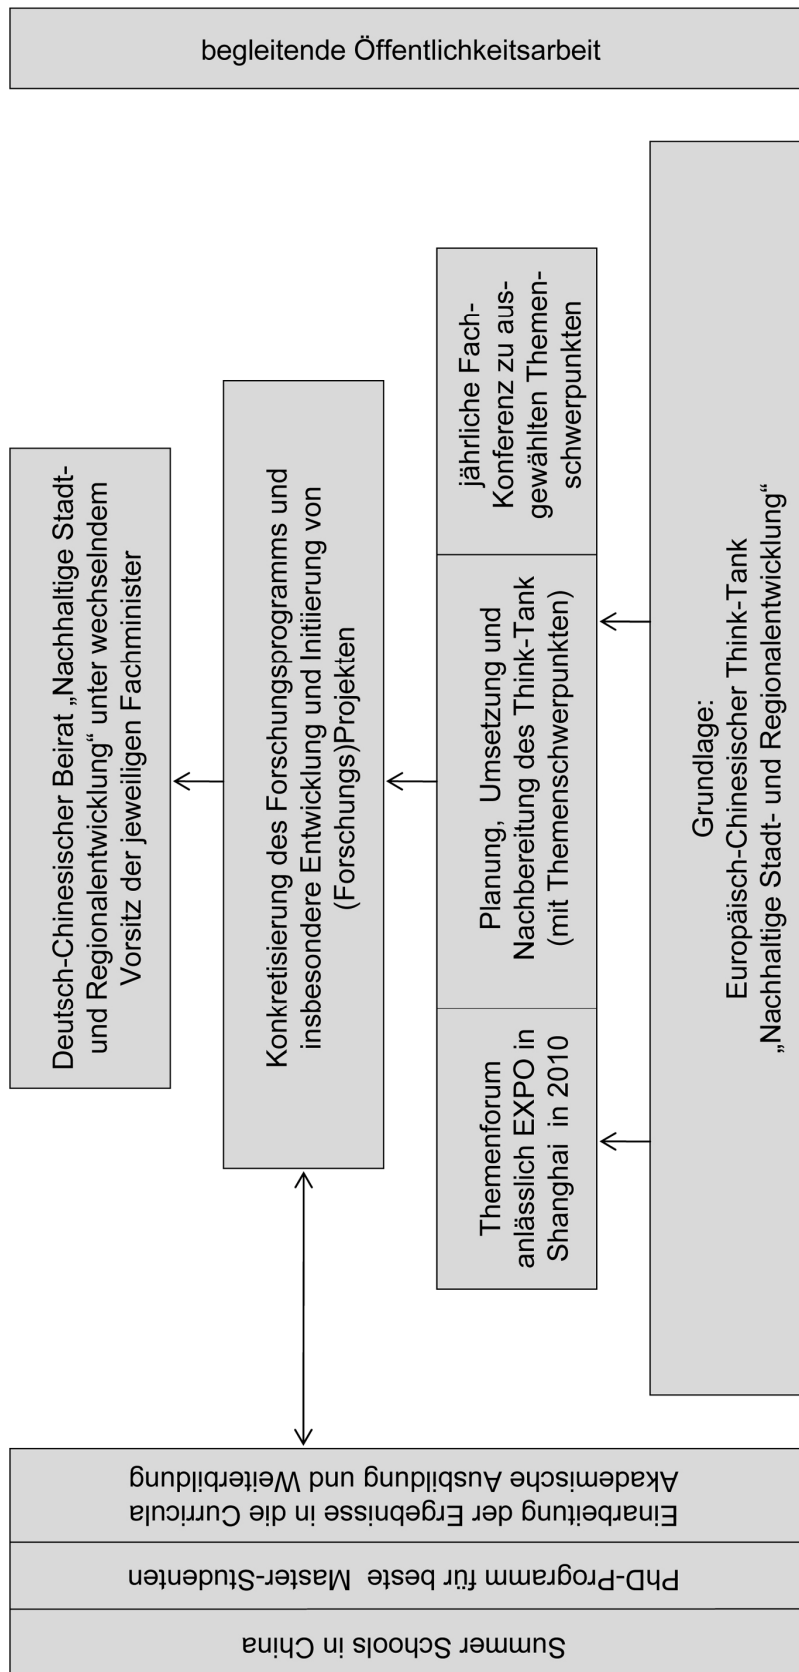 begleitende Öffentlichkeitsarbeit
Deutsch-Chinesischer Beirat „Nachhaltige Stadt-
und Regionalentwicklung“ unter wechselndem
Vorsitz der jeweiligen Fachminister
Konkretisierung des Forschungsprogramms und
insbesondere Entwicklung und Initiierung von
(Forschungs)Projekten
Themenforum
anlässlich EXPO in
Shanghai in 2010
Planung, Umsetzung und
Nachbereitung des Think-Tank
(mit Themenschwerpunkten)
jährliche Fach-
Konferenz zu aus-
gewählten Themen-
schwerpunkten
Grundlage:
Europäisch-Chinesischer Think-Tank
„Nachhaltige Stadt- und Regionalentwicklung“
Summer Schools in China
PhD-Programm für beste Master-Studenten
Einarbeitung der Ergebnisse in die Curricula
Akademische Ausbildung und Weiterbildung